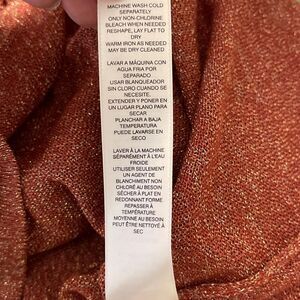 MACHINE WASH COLD
SEPARATELY
ONLY NON-CHLORINE
BLEACH WHEN NEEDED
RESHAPE, LAY FLAT TO
DRY
WARM IRON AS NEEDED
MAY BE DRY CLEANED
LAVAR A MÁQUINA CON
AGUA FRIA POR
SEPARADO
USAR BLANQUEADOR
SIN CLORO CUANDO SE
NECESITE,
EXTENDER Y PONER EN
UN LUGAR PLANO PARA
SECAR
PLANCHAR A BAJA
TEMPERATURA
PUEDE LAVARSE EN
SECO
LAVER À LA MACHINE
SÉPARÉMENT À L'EAU
FROIDE
UTILISER SEULEMENT
UN AGENT DE
BLANCHIMENT NON
CHLORÉ AU BESOIN
SÉCHER À PLAT EN
REDONNANT FORME
REPASSER À
TEMPÉRATURE
MOYENNE AU BESOIN
PEUT ÊTRE NETTOYÉ À
SEC